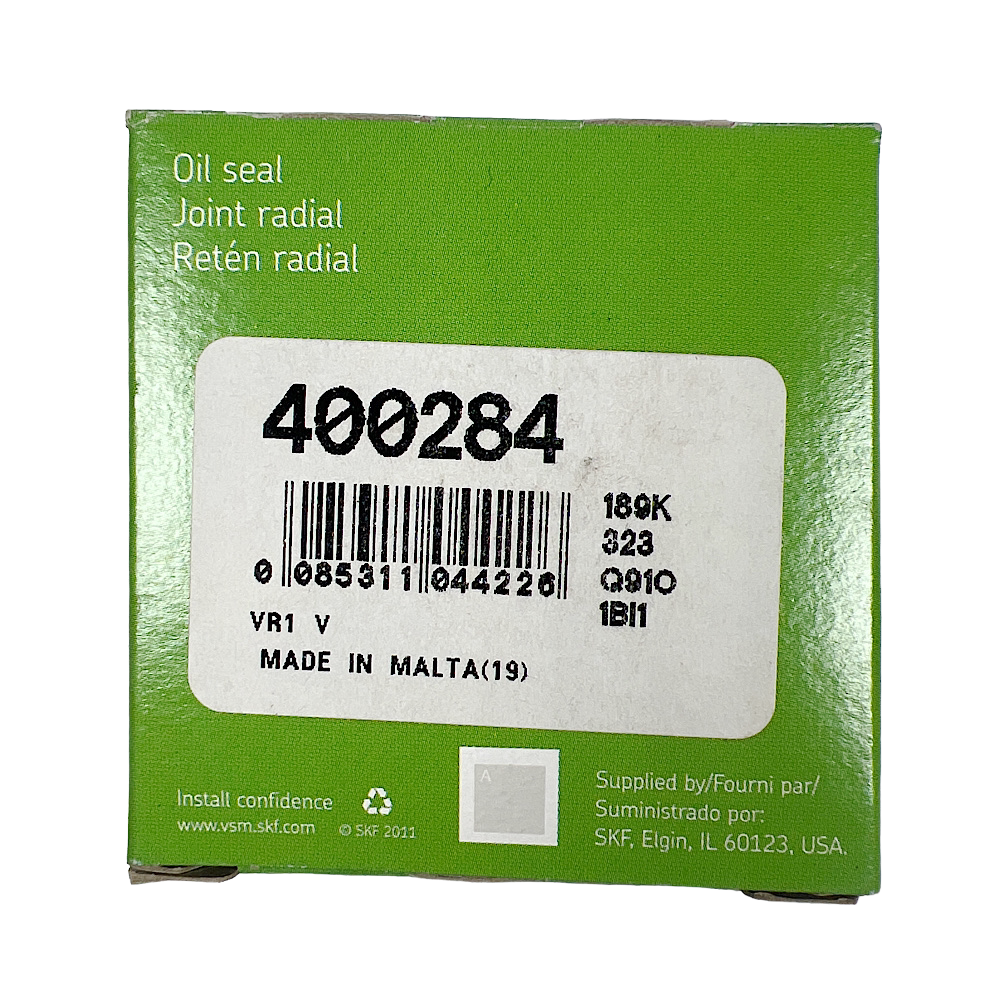 Oil seal
Joint radial
Retén radial
400284
189K
323
Q910
1BI1
0 085311 044226
VR1 V
MADE IN MALTA(19)
A
Install confidence
www.vsm.skf.com © SKF 2011
Supplied by/Fourni par/
Suministrado por:
SKF, Elgin, IL 60123, USA.